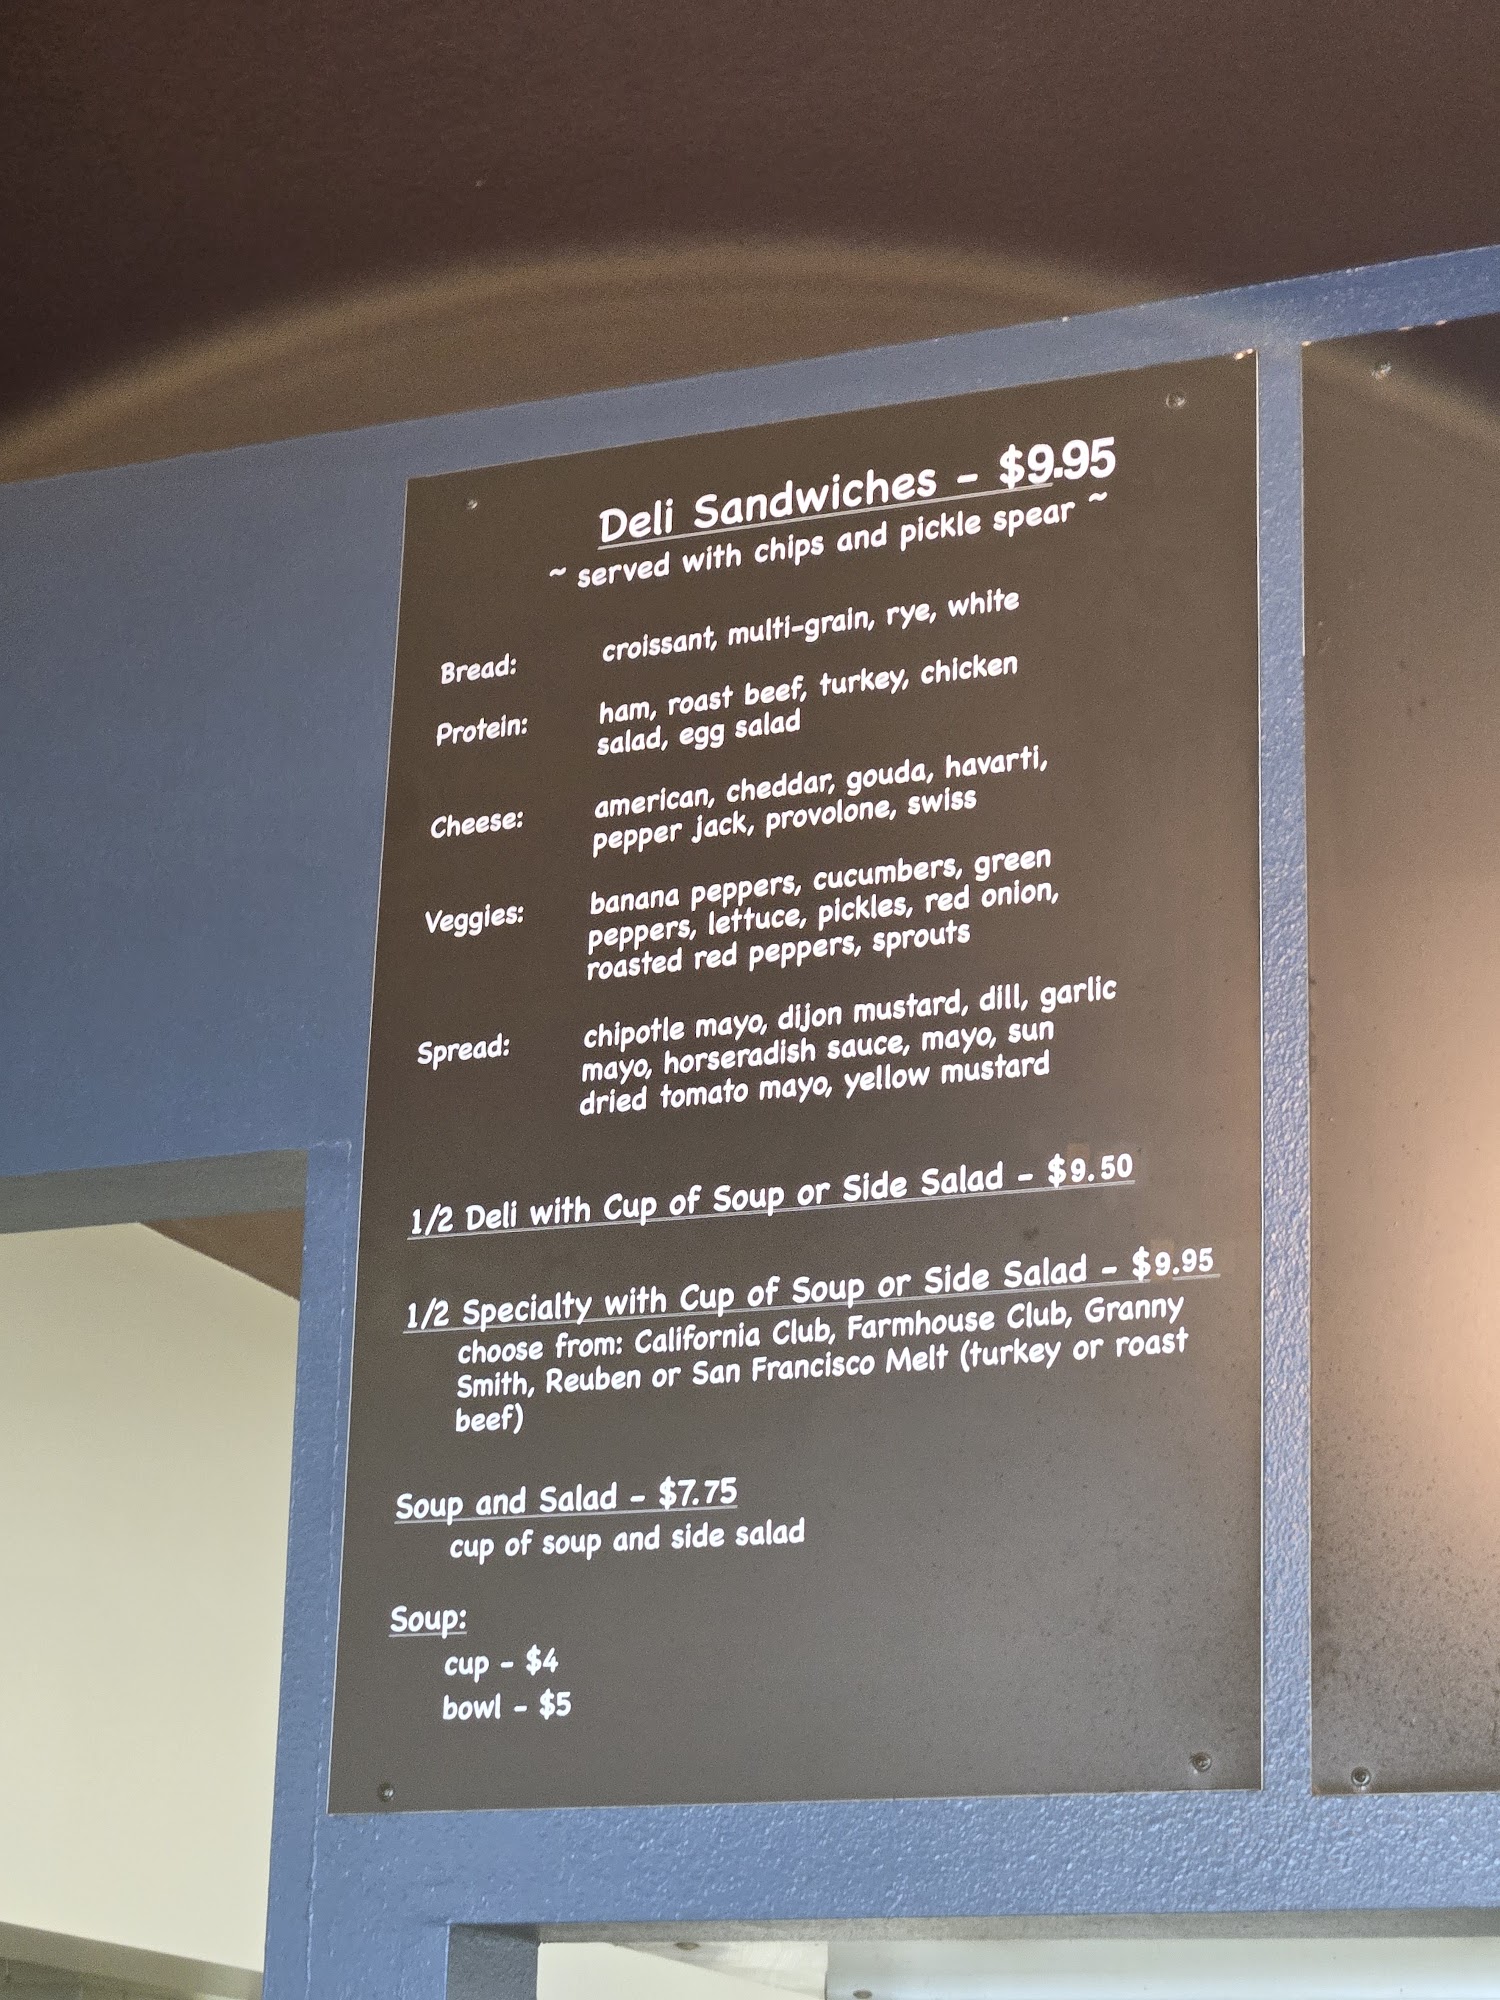 Deli Sandwiches - $9.95
~ served with chips and pickle spear ~
Bread: croissant, multi-grain, rye, white
Protein: ham, roast beef, turkey, chicken
salad, egg salad
Cheese: american, cheddar, gouda, havarti,
pepper jack, provolone, swiss
Veggies: banana peppers, cucumbers, green
peppers, lettuce, pickles, red onion,
roasted red peppers, sprouts
Spread: chipotle mayo, dijon mustard, dill, garlic
mayo, horseradish sauce, mayo, sun
dried tomato mayo, yellow mustard
1/2 Deli with Cup of Soup or Side Salad - $9.50
1/2 Specialty with Cup of Soup or Side Salad - $9.95
choose from: California Club, Farmhouse Club, Granny
Smith, Reuben or San Francisco Melt (turkey or roast
beef)
Soup and Salad - $7.75
cup of soup and side salad
Soup:
cup - $4
bowl - $5